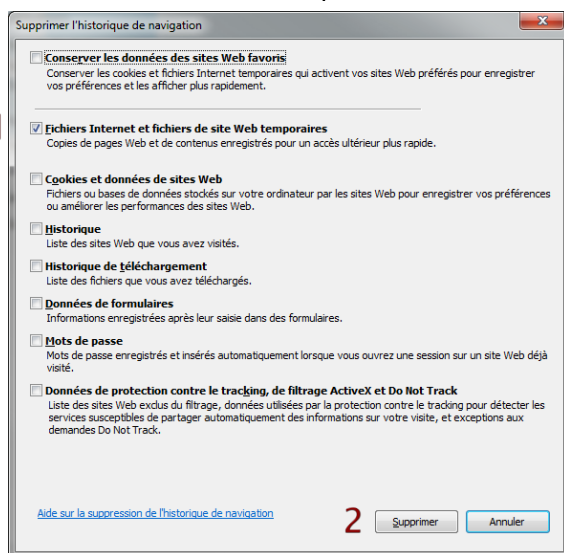 Supprimer l'historique de navigation
Conserver les données des sites Web favoris
Conserver les cookies et fichiers Internet temporaires qui activent vos sites Web préférés pour enregistrer
vos préférences et les afficher plus rapidement.
Fichiers Internet et fichiers de site Web temporaires
Copies de pages Web et de contenus enregistrés pour un accès ultérieur plus rapide.
Cookies et données de sites Web
Fichiers ou bases de données stockés sur votre ordinateur par les sites Web pour enregistrer vos préférences
ou améliorer les performances des sites Web.
Historique
Liste des sites Web que vous avez visités.
Historique de téléchargement
Liste des fichiers que vous avez téléchargés.
Données de formulaires
Informations enregistrées après leur saisie dans des formulaires.
Mots de passe
Mots de passe enregistrés et insérés automatiquement lorsque vous ouvrez une session sur un site Web déjà
visité.
Données de protection contre le tracking, de filtrage ActiveX et Do Not Track
Liste des sites Web exclus du filtrage, données utilisées par la protection contre le tracking pour détecter les
services susceptibles de partager automatiquement des informations sur votre visite, et exceptions aux
demandes Do Not Track.
Aide sur la suppression de l'historique de navigation
2 Supprimer Annuler